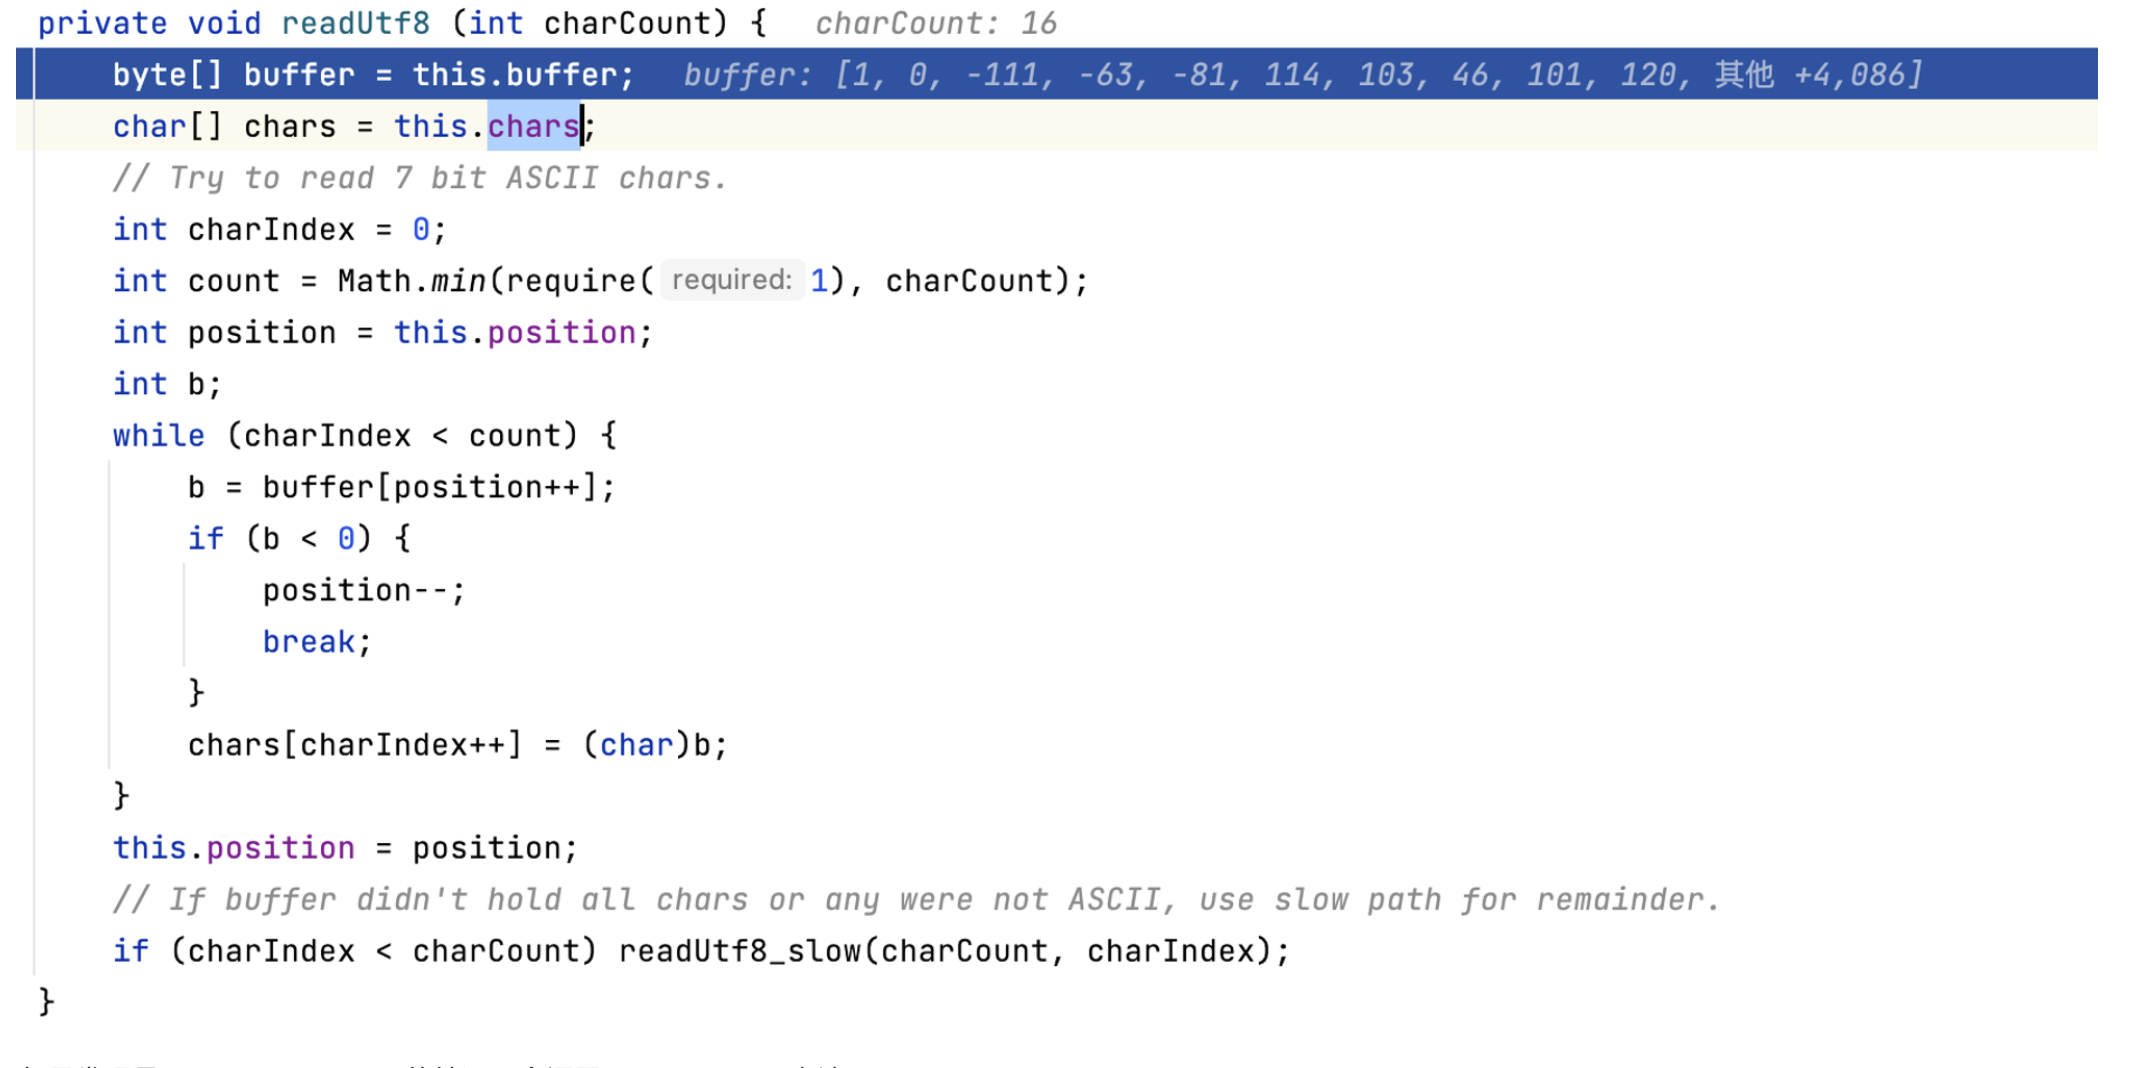 private void readUtf8 (int charCount) {   charCount: 16
byte[] buffer = this.buffer;   buffer: [1, 0, -111, -63, -81, 114, 103, 46, 101, 120, 其他 +4,086]
char[] chars = this.chars;
// Try to read 7 bit ASCII chars.
int charIndex = 0;
int count = Math.min(require( required: 1), charCount);
int position = this.position;
int b;
while (charIndex < count) {
b = buffer[position++];
if (b < 0) {
position--;
break;
}
chars[charIndex++] = (char)b;
}
this.position = position;
// If buffer didn't hold all chars or any were not ASCII, use slow path for remainder.
if (charIndex < charCount) readUtf8_slow(charCount, charIndex);
}